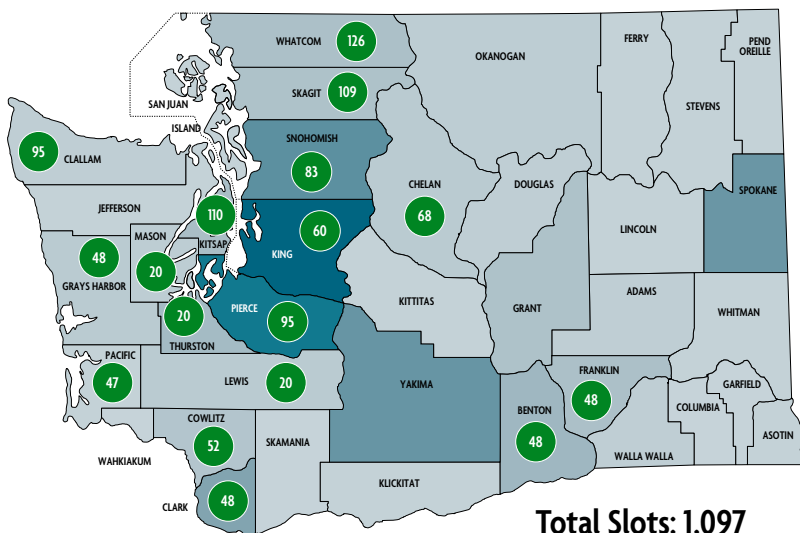 WHATCOM 126
OKANOGAN
FERRY
PEND
OREILLE
SKAGIT 109
STEVENS
SAN JUAN
ISLAND
SNOHOMISH
83
95 CLALLAM
CHELAN
68
DOUGLAS
SPOKANE
JEFFERSON
110
KITSAP
MASON
20
KING
60
LINCOLN
48
GRAYS HARBOR
KITTITAS
GRANT
ADAMS
WHITMAN
PIERCE
95
20
THURSTON
PACIFIC
47
LEWIS 20
YAKIMA
BENTON
48
FRANKLIN
48
GARFIELD
COLUMBIA
ASOTIN
COWLITZ
52
SKAMANIA
WAHKIAKUM
WALLA WALLA
KLICKITAT
CLARK 48
Total Slots: 1,097